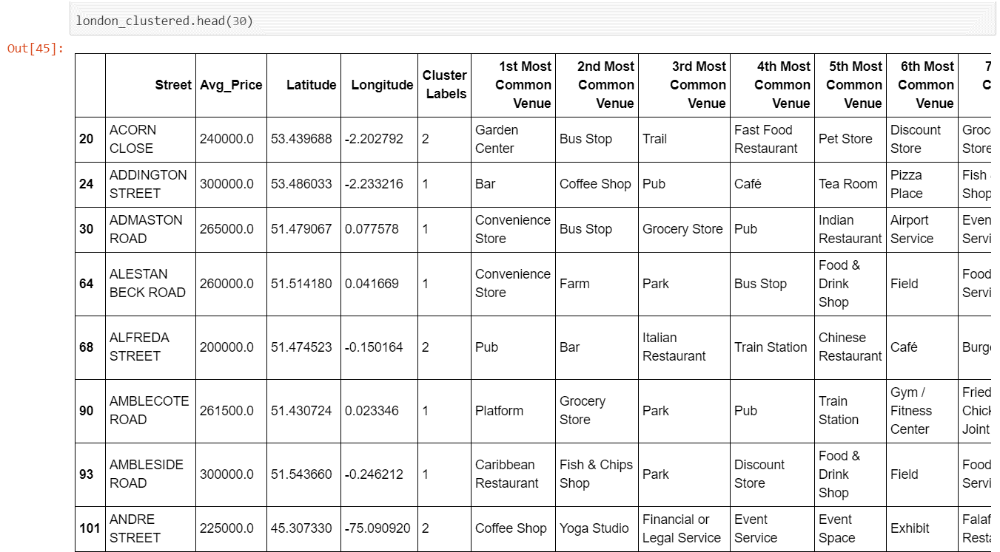 london_clustered.head(30)
Out[45]:
Street Avg_Price Latitude Longitude Cluster Labels 1st Most Common Venue 2nd Most Common Venue 3rd Most Common Venue 4th Most Common Venue 5th Most Common Venue 6th Most Common Venue 7 C
20 ACORN CLOSE 240000.0 53.439688 -2.202792 2 Garden Center Bus Stop Trail Fast Food Restaurant Pet Store Discount Store Groc Store
24 ADDINGTON STREET 300000.0 53.486033 -2.233216 1 Bar Coffee Shop Pub Café Tea Room Pizza Place Fish Shop
30 ADMASTON ROAD 265000.0 51.479067 0.077578 1 Convenience Store Bus Stop Grocery Store Pub Indian Restaurant Airport Service Even Servi
64 ALESTAN BECK ROAD 260000.0 51.514180 0.041669 1 Convenience Store Farm Park Bus Stop Food & Drink Shop Field Food Servi
68 ALFREDA STREET 200000.0 51.474523 -0.150164 2 Pub Bar Italian Restaurant Train Station Chinese Restaurant Café Burg
90 AMBLECOTE ROAD 261500.0 51.430724 0.023346 1 Platform Grocery Store Park Pub Train Station Gym / Fitness Center Fried Chick Joint
93 AMBLESIDE ROAD 300000.0 51.543660 -0.246212 1 Caribbean Restaurant Fish & Chips Shop Park Discount Store Food & Drink Shop Field Food Servi
101 ANDRE STREET 225000.0 45.307330 -75.090920 2 Coffee Shop Yoga Studio Financial or Legal Service Event Service Event Space Exhibit Falaf Resta